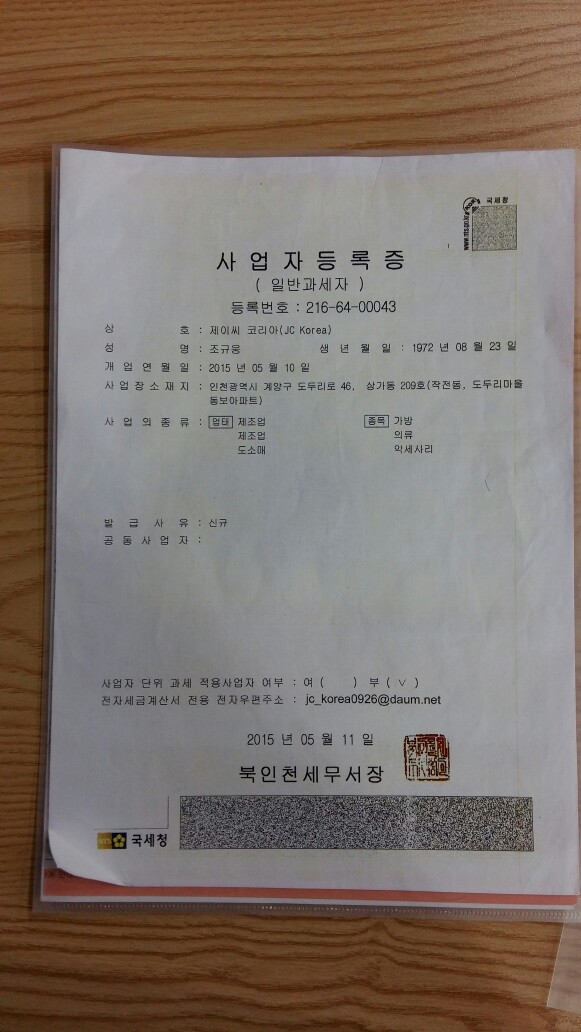 국세청
www.nts.go.kr
사업자등록증
( 일반과세자 )
등록번호 : 216-64-00043
상 호 : 제이씨 코리아(JC Korea)
성 명 : 조규웅 생 년 월 일 : 1972 년 08 월 23 일
개 업 연 월 일 : 2015 년 05 월 10 일
사 업 장 소 재 지 : 인천광역시 계양구 도두리로 46, 상가동 209호(작전동, 도두리마을
동보아파트)
사 업 의 종 류 : 업태 제조업 종목 가방
제조업 의류
도소매 악세사리
발 급 사 유 : 신규
공 동 사 업 자 :
사업자 단위 과세 적용사업자 여부 : 여 ( ) 부 ( ∨ )
전자세금계산서 전용 전자우편주소 : jc_korea0926@daum.net
2015 년 05 월 11 일
북인천세무서장
NTS 국세청